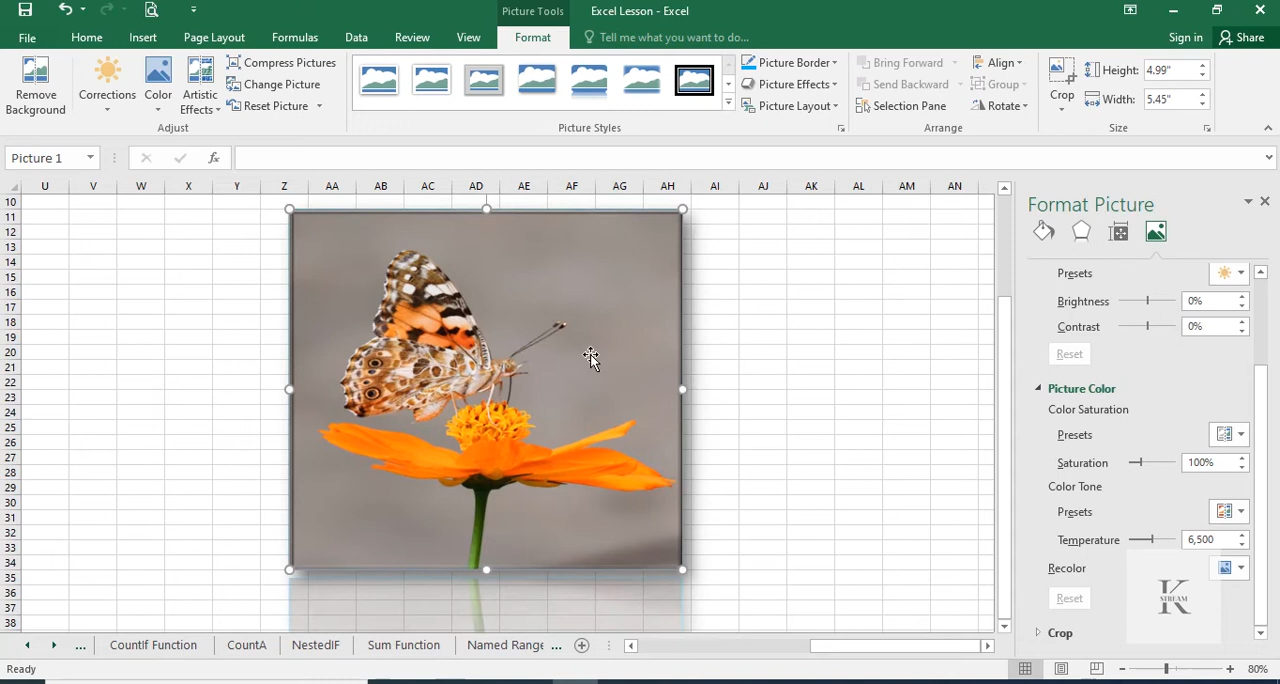 Picture Tools
Excel Lesson - Excel
File
Home
Insert
Page Layout
Formulas
Data
Review
View
Format
Tell me what you want to do...
Sign in
Share
Remove Background
Corrections
Color
Artistic Effects
Compress Pictures
Change Picture
Reset Picture
Adjust
Picture Styles
Picture Border
Picture Effects
Picture Layout
Bring Forward
Send Backward
Selection Pane
Align
Group
Rotate
Arrange
Crop
Height: 4.99"
Width: 5.45"
Size
Picture 1
fx
U V W X Y Z AA AB AC AD AE AF AG AH AI AJ AK AL AM AN
10
11
12
13
14
15
16
17
18
19
20
21
22
23
24
25
26
27
28
29
30
31
32
33
34
35
36
37
38
Format Picture
Presets
Brightness 0%
Contrast 0%
Reset
Picture Color
Color Saturation
Presets
Saturation 100%
Color Tone
Presets
Temperature 6,500
Recolor
Reset
Crop
K STREAM
... CountIf Function CountA NestedIF Sum Function Named Range ...
Ready
80%